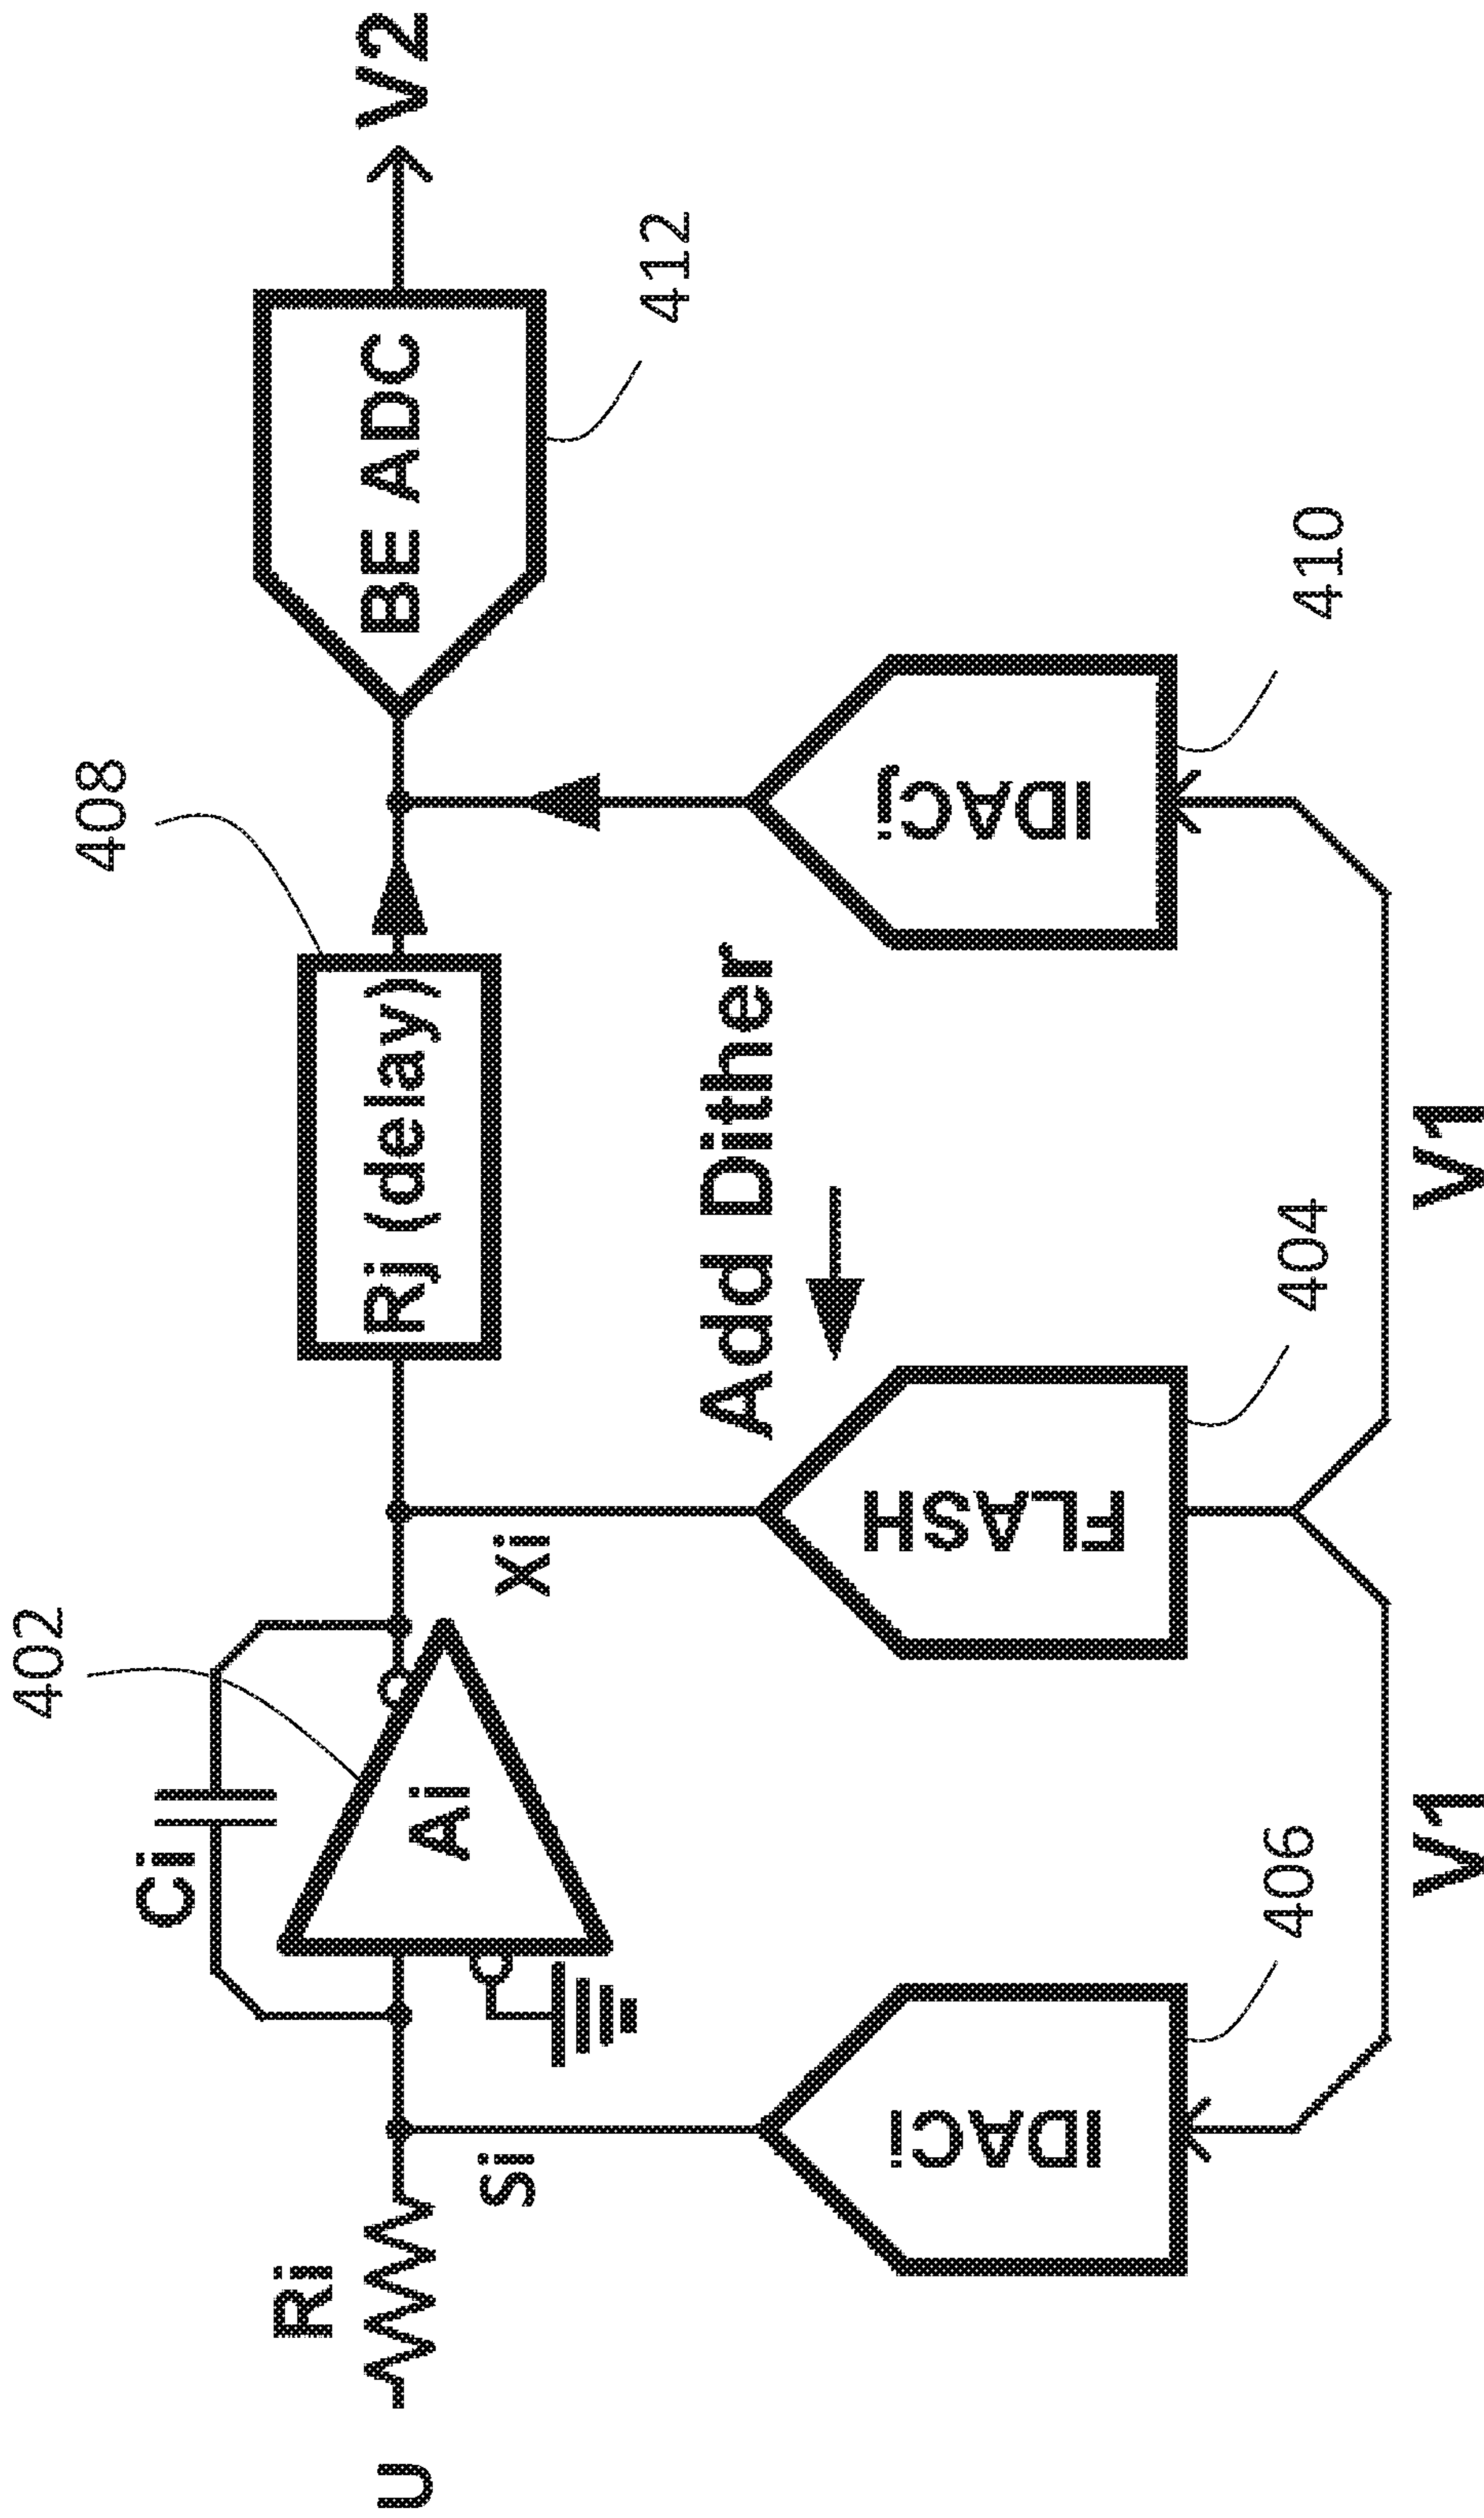 402
408
Ci
Ri
U
Ai
Rj (delay)
BE ADC
V2
Si
Xi
412
Add Dither
IDACi
FLASH
IDACj
406
404
410
V1
V1